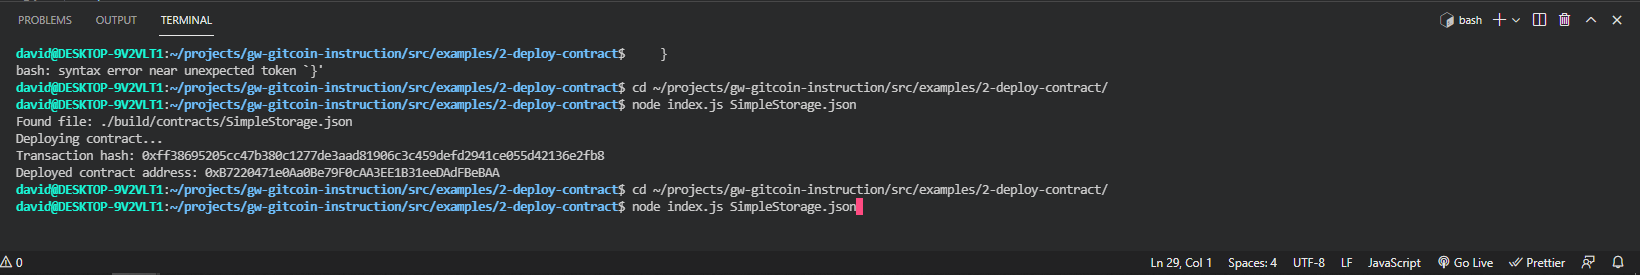 PROBLEMS OUTPUT TERMINAL bash
david@DESKTOP-9V2VLT1:~/projects/gw-gitcoin-instruction/src/examples/2-deploy-contract$     }
bash: syntax error near unexpected token `}'
david@DESKTOP-9V2VLT1:~/projects/gw-gitcoin-instruction/src/examples/2-deploy-contract$ cd ~/projects/gw-gitcoin-instruction/src/examples/2-deploy-contract/
david@DESKTOP-9V2VLT1:~/projects/gw-gitcoin-instruction/src/examples/2-deploy-contract$ node index.js SimpleStorage.json
Found file: ./build/contracts/SimpleStorage.json
Deploying contract...
Transaction hash: 0xff38695205cc47b380c1277de3aad81906c3c459defd2941ce055d42136e2fb8
Deployed contract address: 0xB7220471e0Aa0Be79F0cAA3EE1B31eeDAdFBeBAA
david@DESKTOP-9V2VLT1:~/projects/gw-gitcoin-instruction/src/examples/2-deploy-contract$ cd ~/projects/gw-gitcoin-instruction/src/examples/2-deploy-contract/
david@DESKTOP-9V2VLT1:~/projects/gw-gitcoin-instruction/src/examples/2-deploy-contract$ node index.js SimpleStorage.json
0 Ln 29, Col 1 Spaces: 4 UTF-8 LF JavaScript Go Live Prettier